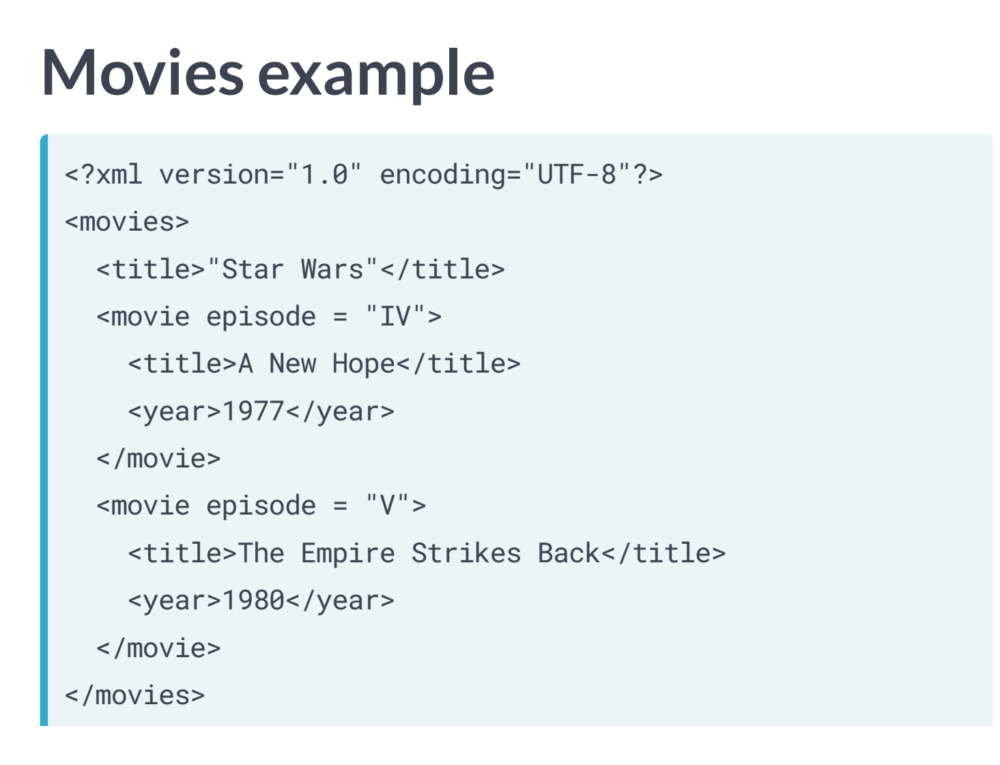 Movies example
<?xml version="1.0" encoding="UTF-8"?>
<movies>
  <title>"Star Wars"</title>
  <movie episode = "IV">
    <title>A New Hope</title>
    <year>1977</year>
  </movie>
  <movie episode = "V">
    <title>The Empire Strikes Back</title>
    <year>1980</year>
  </movie>
</movies>